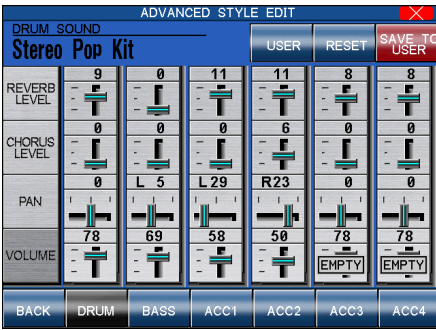 ADVANCED STYLE EDIT
DRUM SOUND
Stereo Pop Kit
USER
RESET
SAVE TO
USER
9 0 11 11 8 8
REVERB
LEVEL
0 0 0 6 0 0
CHORUS
LEVEL
0 L 5 L29 R23 0 0
PAN
78 69 58 50 78 78
VOLUME
EMPTY EMPTY
BACK DRUM BASS ACC1 ACC2 ACC3 ACC4